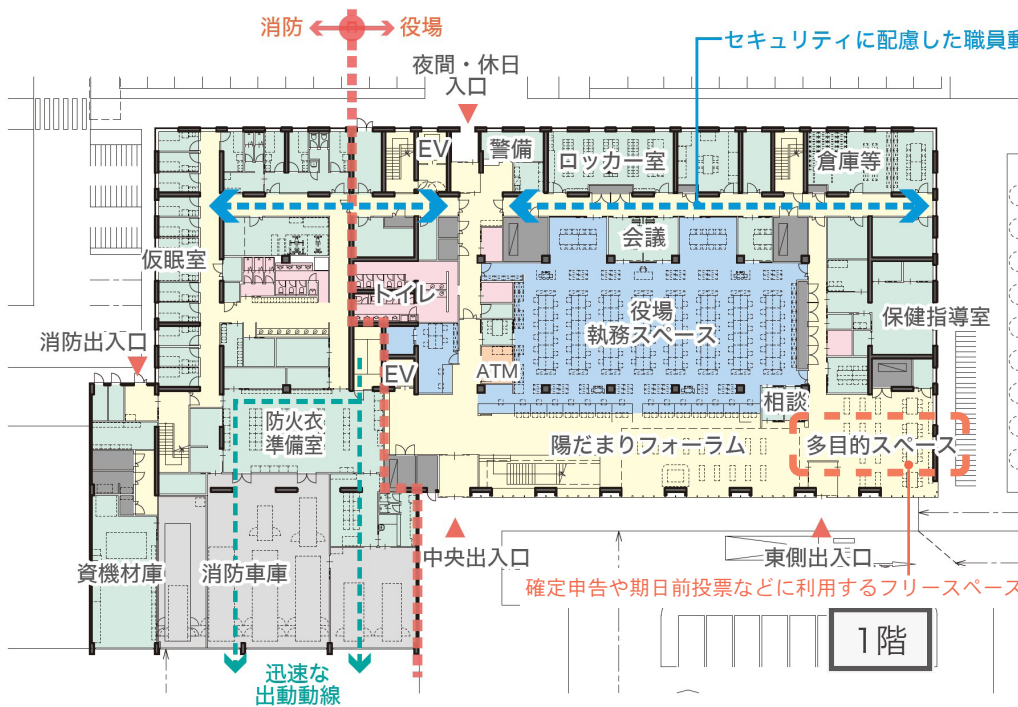 消防
役場
セキュリティに配慮した職員動
夜間・休日
入口
EV
警備
ロッカー室
倉庫等
会議
仮眠室
トイレ
役場
執務スペース
保健指導室
消防出入口
EV
ATM
相談
防火衣
準備室
陽だまりフォーラム
多目的スペース
中央出入口
東側出入口
資機材庫
消防車庫
確定申告や期日前投票などに利用するフリースペース
1階
迅速な
出動動線